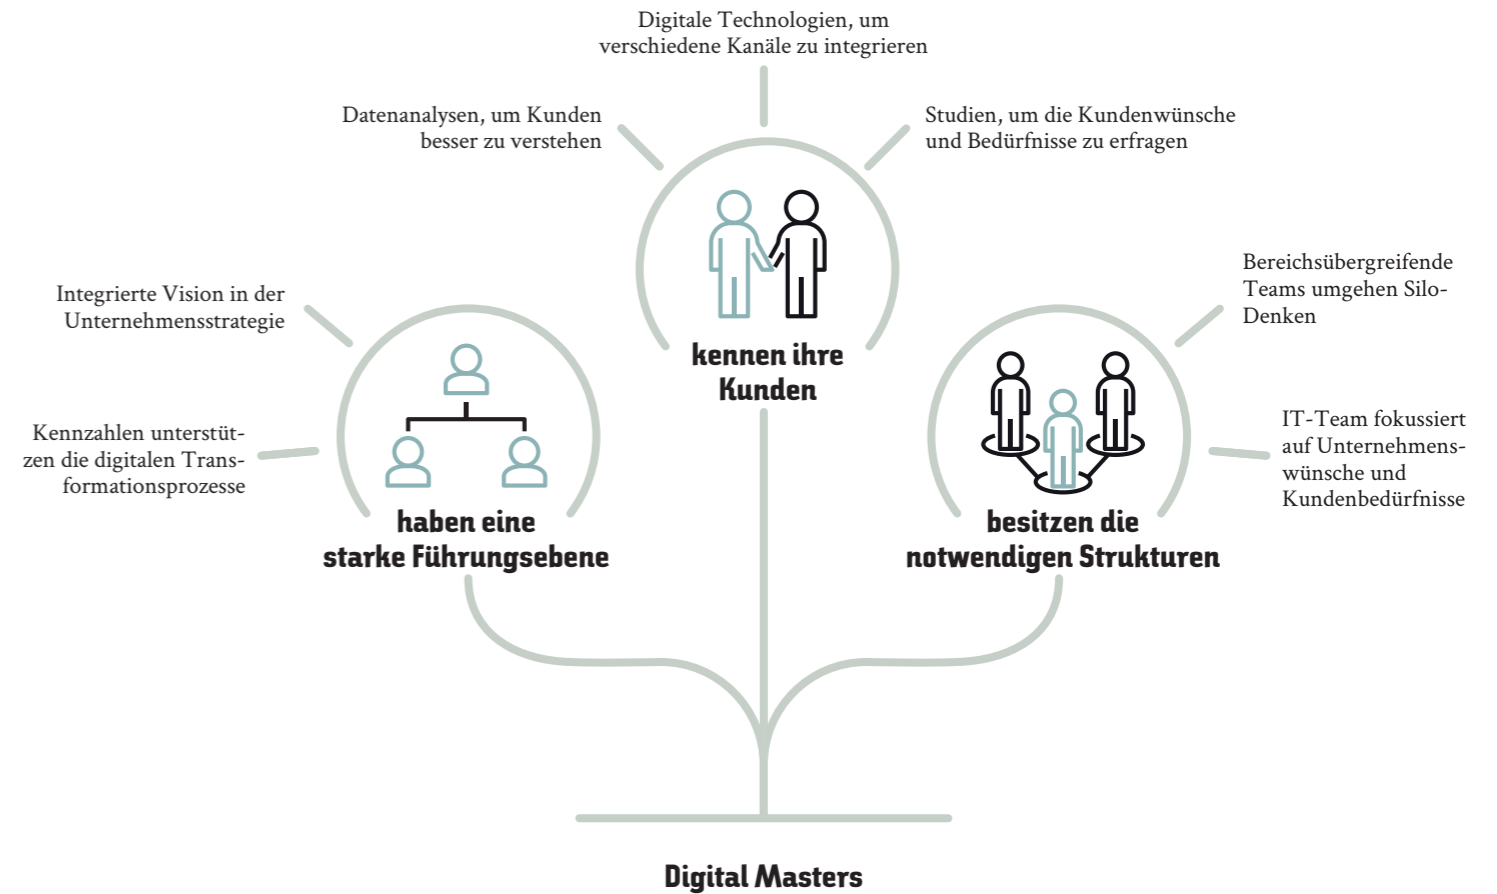 Digitale Technologien, um
verschiedene Kanäle zu integrieren
Datenanalysen, um Kunden
besser zu verstehen
Studien, um die Kundenwünsche
und Bedürfnisse zu erfragen
kennen ihre
Kunden
Integrierte Vision in der
Unternehmensstrategie
Kennzahlen unterstüt-
zen die digitalen Trans-
formationsprozesse
haben eine
starke Führungsebene
Bereichsübergreifende
Teams umgehen Silo-
Denken
IT-Team fokussiert
auf Unternehmens-
wünsche und
Kundenbedürfnisse
besitzen die
notwendigen Strukturen
Digital Masters